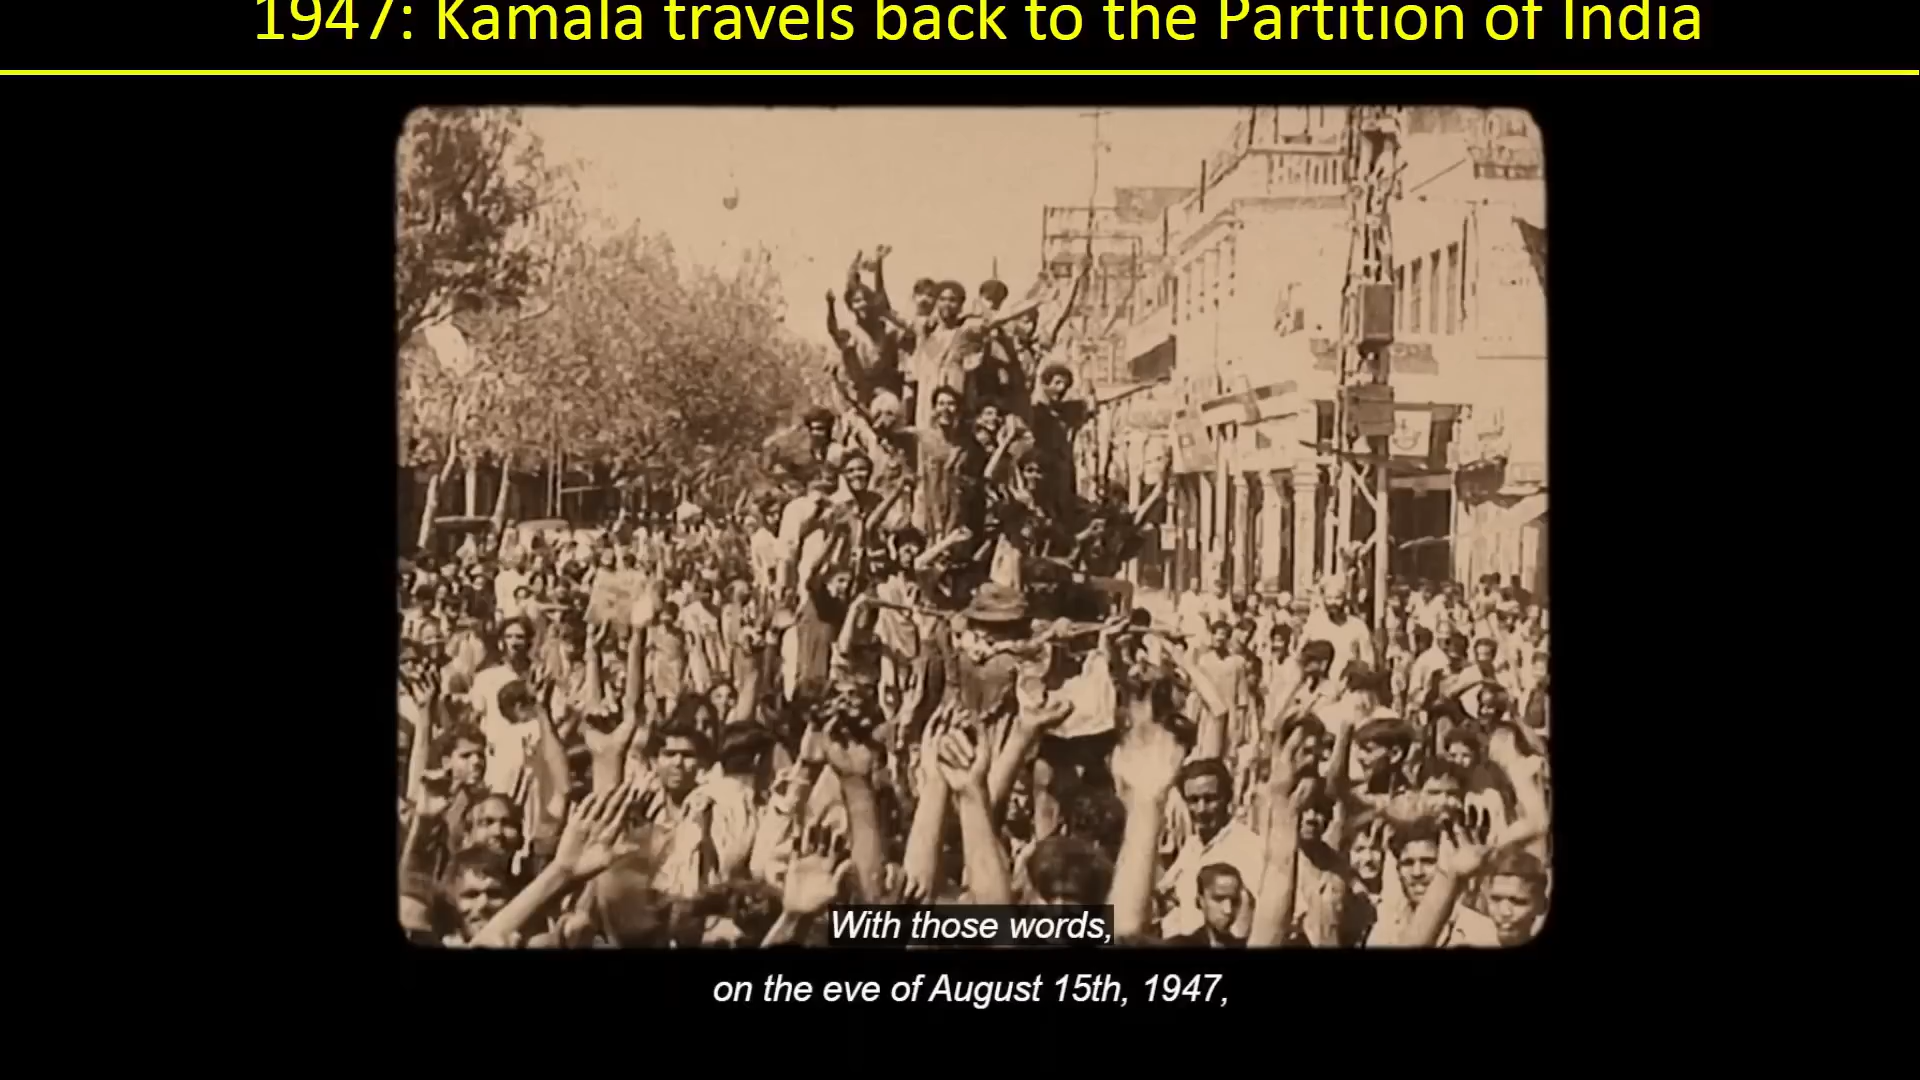 1947: Kamala travels back to the Partition of India
With those words,
on the eve of August 15th, 1947,